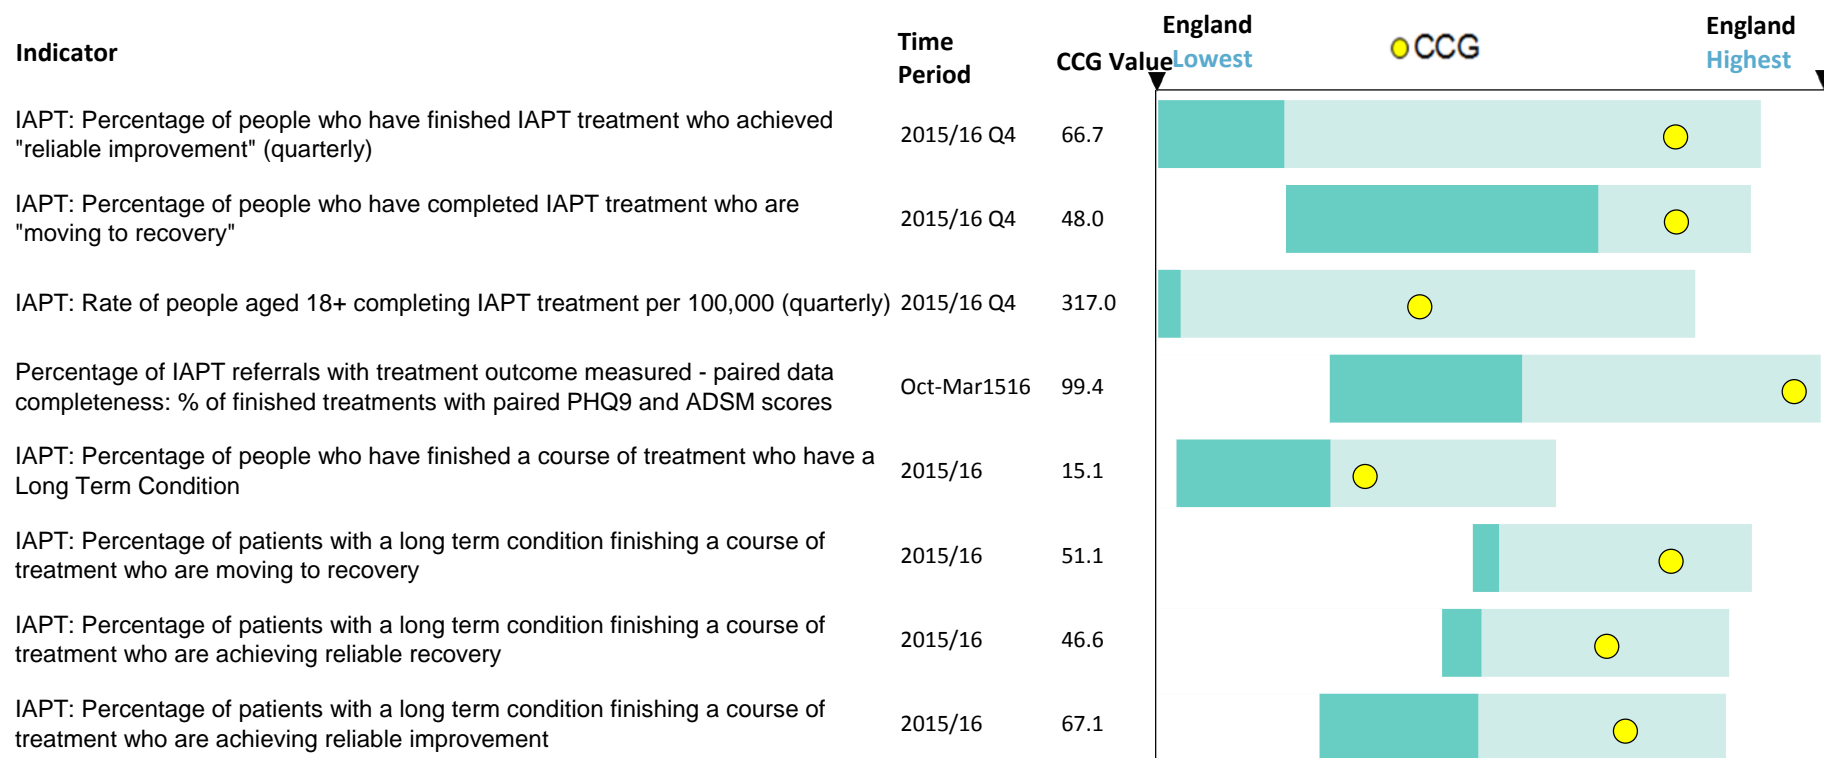 Indicator
Time Period
CCG Value
England Lowest
CCG
England Highest
IAPT: Percentage of people who have finished IAPT treatment who achieved
"reliable improvement" (quarterly)
2015/16 Q4
66.7
IAPT: Percentage of people who have completed IAPT treatment who are
"moving to recovery"
2015/16 Q4
48.0
IAPT: Rate of people aged 18+ completing IAPT treatment per 100,000 (quarterly)
2015/16 Q4
317.0
Percentage of IAPT referrals with treatment outcome measured - paired data
completeness: % of finished treatments with paired PHQ9 and ADSM scores
Oct-Mar1516
99.4
IAPT: Percentage of people who have finished a course of treatment who have a
Long Term Condition
2015/16
15.1
IAPT: Percentage of patients with a long term condition finishing a course of
treatment who are moving to recovery
2015/16
51.1
IAPT: Percentage of patients with a long term condition finishing a course of
treatment who are achieving reliable recovery
2015/16
46.6
IAPT: Percentage of patients with a long term condition finishing a course of
treatment who are achieving reliable improvement
2015/16
67.1